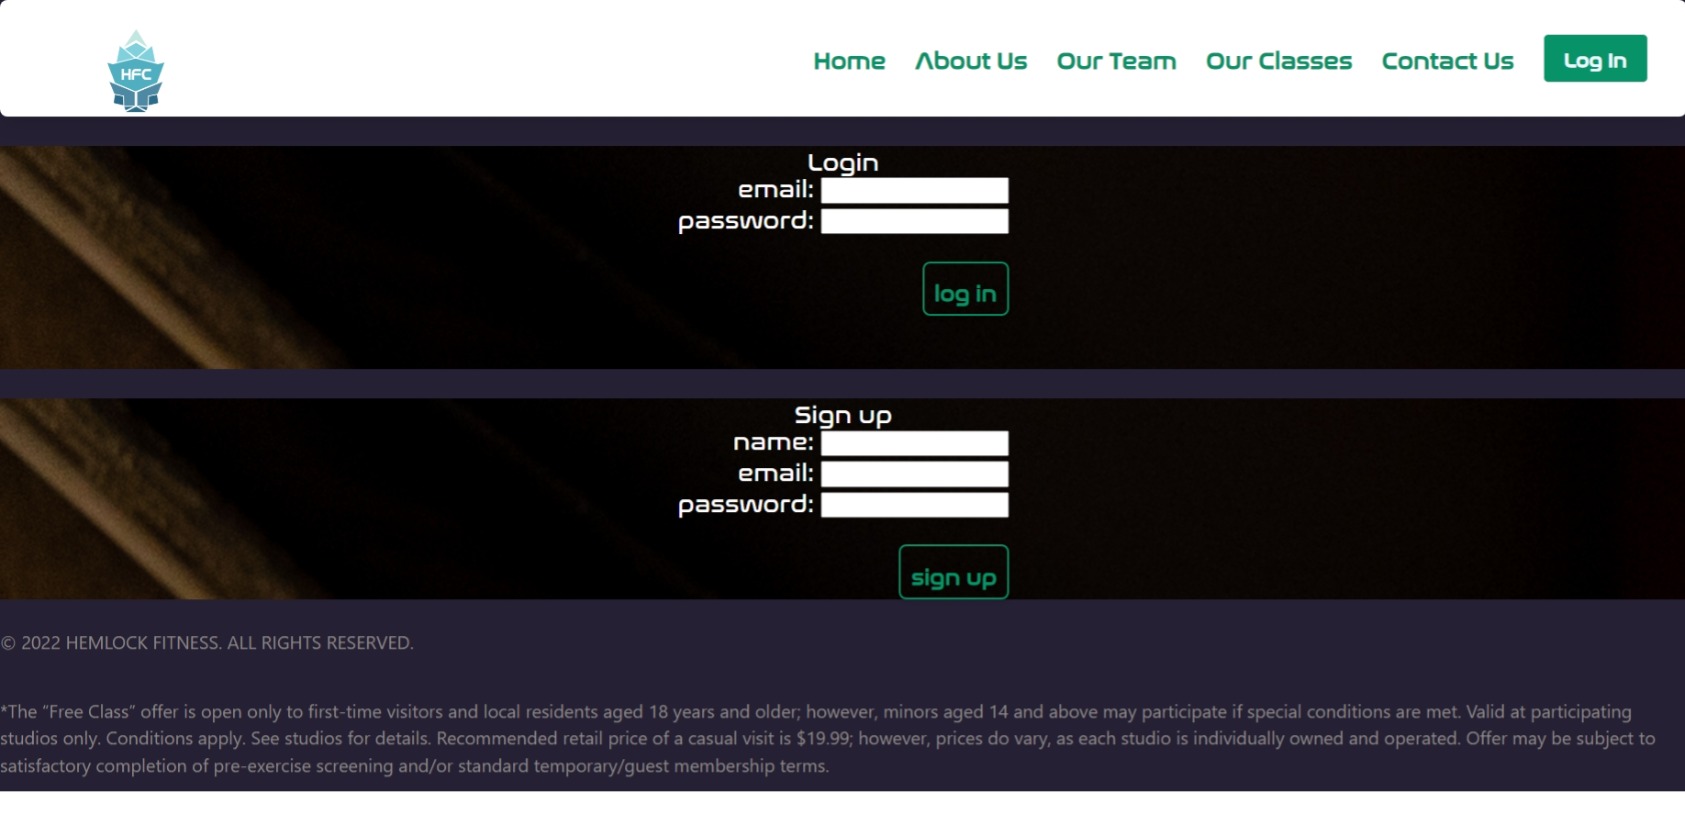 HFC
Home About Us Our Team Our Classes Contact Us Log In
Login
email:
password:
log in
Sign up
name:
email:
password:
sign up
© 2022 HEMLOCK FITNESS. ALL RIGHTS RESERVED.
*The “Free Class” offer is open only to first-time visitors and local residents aged 18 years and older; however, minors aged 14 and above may participate if special conditions are met. Valid at participating
studios only. Conditions apply. See studios for details. Recommended retail price of a casual visit is $19.99; however, prices do vary, as each studio is individually owned and operated. Offer may be subject to
satisfactory completion of pre-exercise screening and/or standard temporary/guest membership terms.